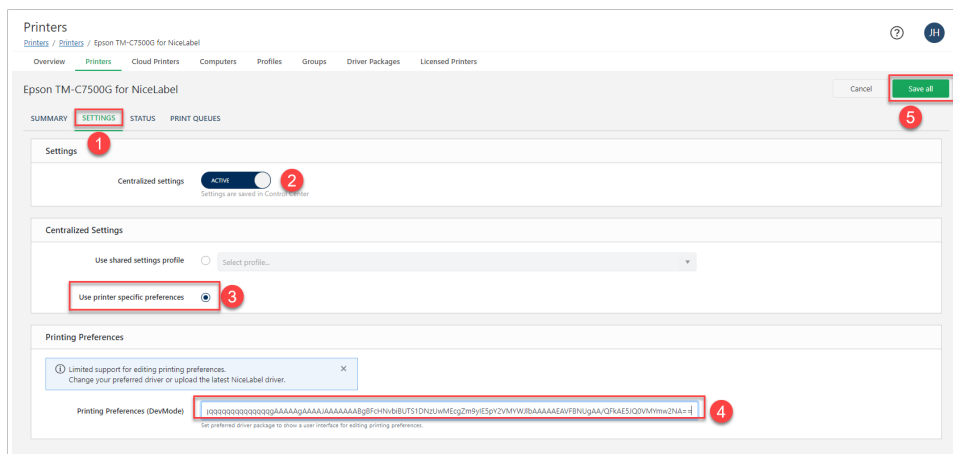 Printers
Printers / Printers / Epson TM-C7500G for NiceLabel
JH
Overview Printers Cloud Printers Computers Profiles Groups Driver Packages Licensed Printers
Epson TM-C7500G for NiceLabel
Cancel Save all
5
SUMMARY SETTINGS STATUS PRINT QUEUES
1
Settings
Centralized settings ACTIVE 2
Settings are saved in Control Center
Centralized Settings
Use shared settings profile Select profile...
Use printer specific preferences 3
Printing Preferences
Limited support for editing printing preferences.
Change your preferred driver or upload the latest NiceLabel driver.
Printing Preferences (DevMode) 4
Set preferred driver package to show a user interface for editing printing preferences.